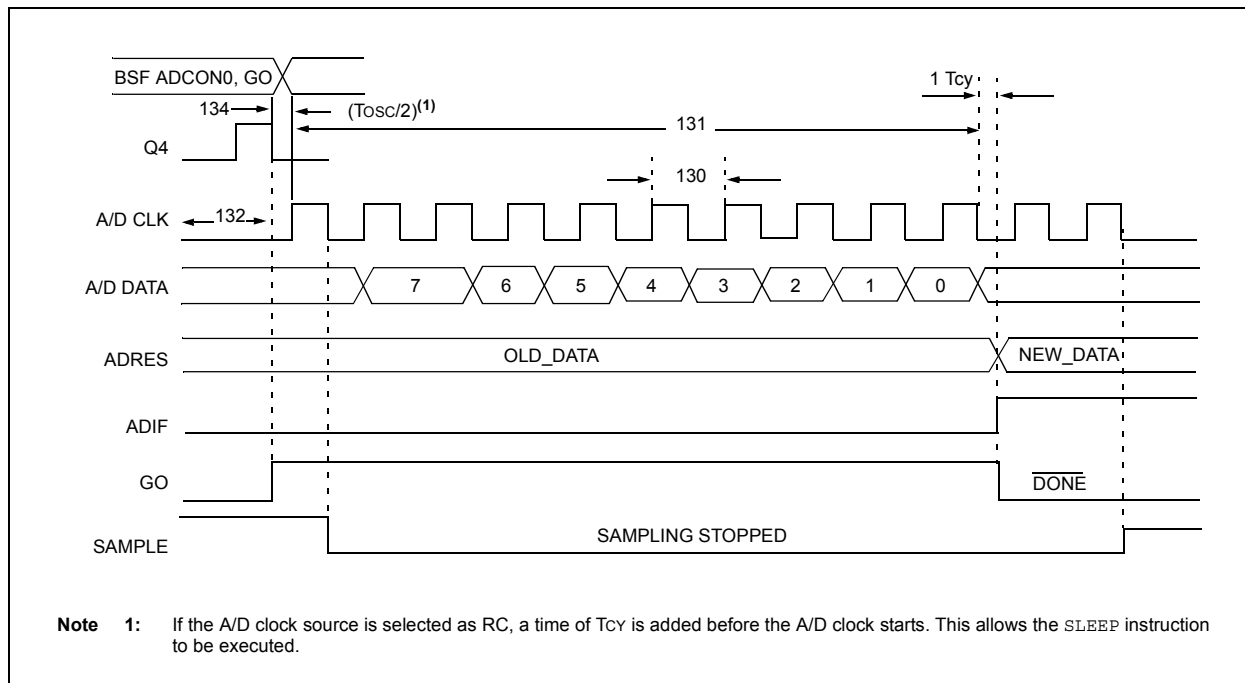 BSF ADCON0, GO
1 Tcy
134
(TOSC/2)(1)
131
Q4
130
A/D CLK
132
A/D DATA
7 6 5 4 3 2 1 0
ADRES
OLD_DATA
NEW_DATA
ADIF
GO
DONE
SAMPLE
SAMPLING STOPPED
Note 1: If the A/D clock source is selected as RC, a time of TCY is added before the A/D clock starts. This allows the SLEEP instruction
to be executed.